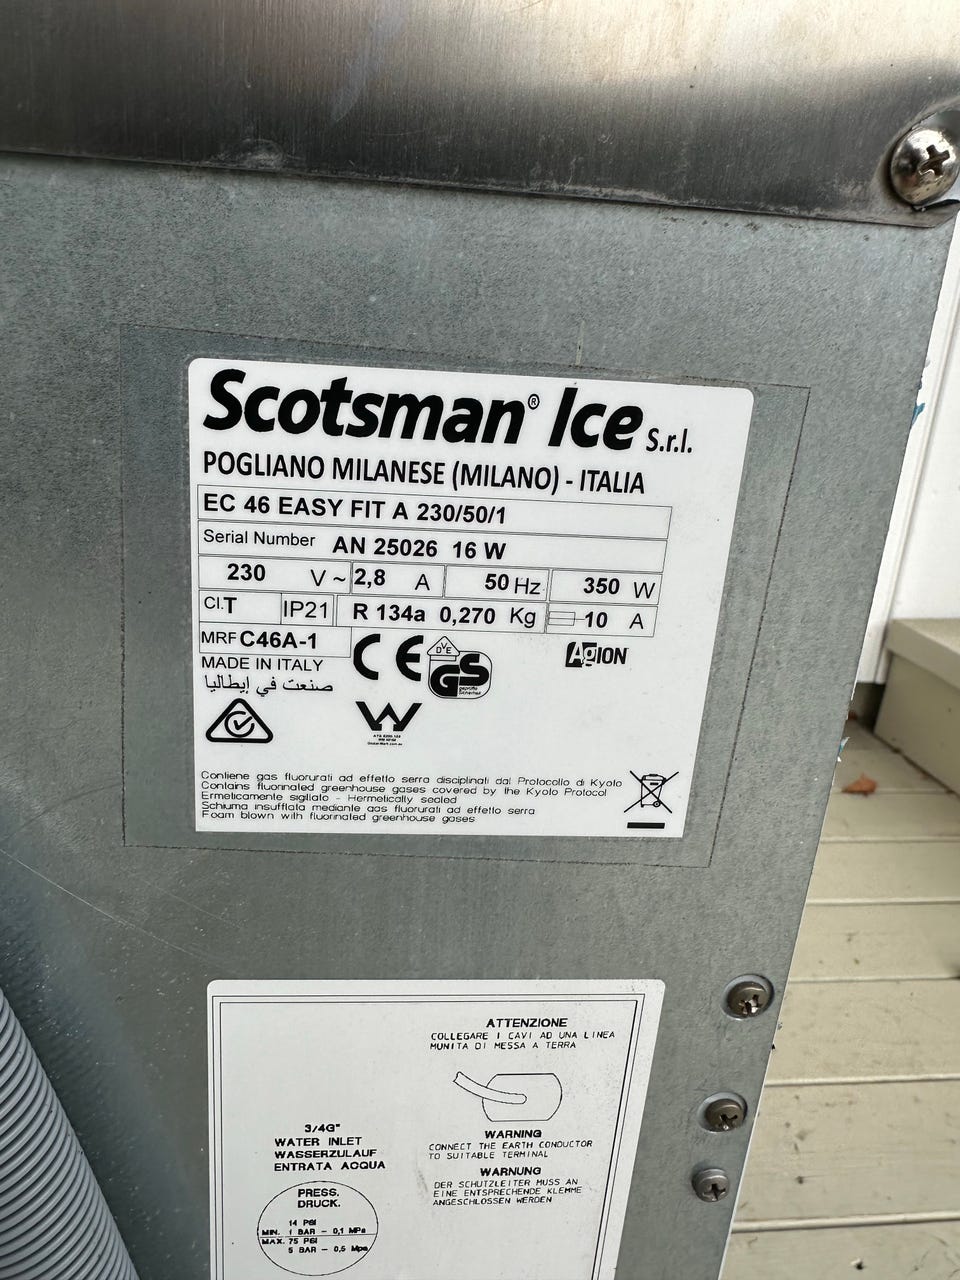 Scotsman® Ice S.r.l.
POGLIANO MILANESE (MILANO) - ITALIA
EC 46 EASY FIT A 230/50/1
Serial Number AN 25026 16 W
230 V ~ 2,8 A 50 Hz 350 W
Cl.T IP21 R 134a 0,270 Kg 10 A
MRF C46A-1
MADE IN ITALY
صنعت في إيطاليا
CE
DVE
GS
geprüfte
Sicherheit
AgION
W
Contiene gas fluorurati ad effetto serra disciplinati dal Protocollo di Kyoto
Contains fluorinated greenhouse gases covered by the Kyoto Protocol
Ermeticamente sigillato - Hermetically sealed
Schiuma insufflata mediante gas fluorurati ad effetto serra
Foam blown with fluorinated greenhouse gases
ATTENZIONE
COLLEGARE I CAVI AD UNA LINEA
MUNITA DI MESSA A TERRA
WARNING
CONNECT THE EARTH CONDUCTOR
TO SUITABLE TERMINAL
WARNUNG
DER SCHUTZLEITER MUSS AN
EINE ENTSPRECHENDE KLEMME
ANGESCHLOSSEN WERDEN
3/4G"
WATER INLET
WASSERZULAUF
ENTRATA ACQUA
PRESS.
DRUCK.
14 PSI
MIN. 1 BAR - 0,1 MPa
MAX. 75 PSI
5 BAR - 0,5 Mpa